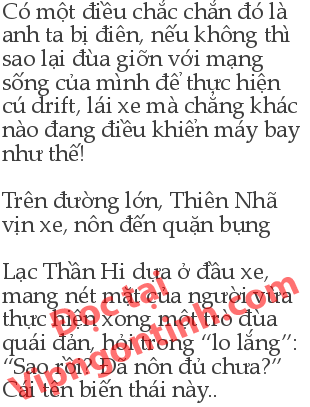 Có một điều chắc chắn đó là
anh ta bị điên, nếu không thì
sao lại đùa giỡn với mạng
sống của mình để thực hiện
cú drift, lái xe mà chẳng khác
nào đang điều khiển máy bay
như thế!
Trên đường lớn, Thiên Nhã
vịn xe, nôn đến quặn bụng
Lạc Thần Hi dựa ở đầu xe,
mang nét mặt của người vừa
thực hiện xong một trò đùa
quái đản, hỏi trong “lo lắng”:
“Sao rồi? Đã nôn đủ chưa?”
Cái tên biến thái này..
Đọc tại
Vipngontinh.com